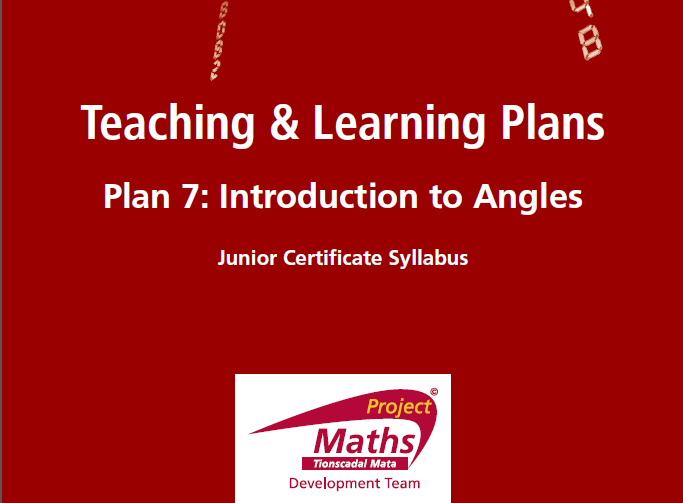 Teaching & Learning Plans
Plan 7: Introduction to Angles
Junior Certificate Syllabus
Project
©
Maths
Tionscadal Mata
Development Team